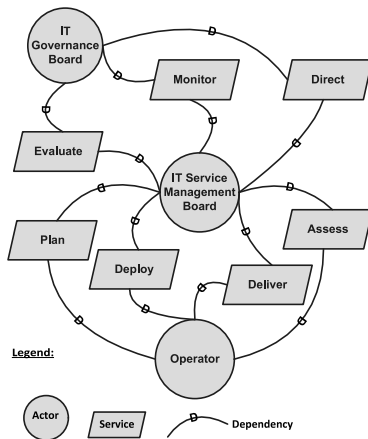 IT
Governance
Board
D
D
Monitor
Direct
D
D
D
D
Evaluate
D
IT Service
Management
Board
D
D
D
D
Plan
Assess
Deploy
Deliver
D
D
D
D
Operator
Legend:
Actor
Service
D
Dependency